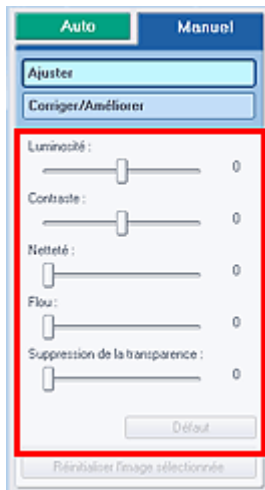 Auto Manuel
Ajuster
Corriger/Améliorer
Luminosité :
0
Contraste :
0
Netteté :
0
Flou :
0
Suppression de la transparence :
0
Défaut
Réinitialiser l'image sélectionnée